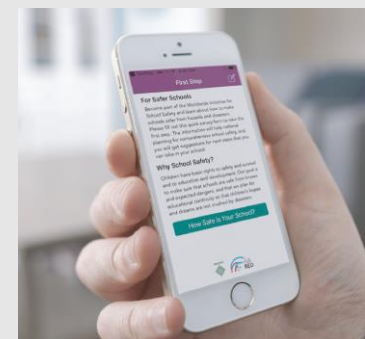 First Step
For Safer Schools
Become part of the Worldwide Initiative for
School Safety and learn about how to make
schools safer from hazards and disasters.
Please fill out this quick survey form to take the
first step. The information will help national
planning for comprehensive school safety, and
you will get suggestions for next steps that you
can take in your school.
Why School Safety?
Children have basic rights to safety and survival
and to education and development. Our goal is
to make sure that schools are safe from known
and expected dangers, and that we plan for
educational continuity so that children's hopes
and dreams are not crushed by disasters.
How Safe Is Your School?
RED